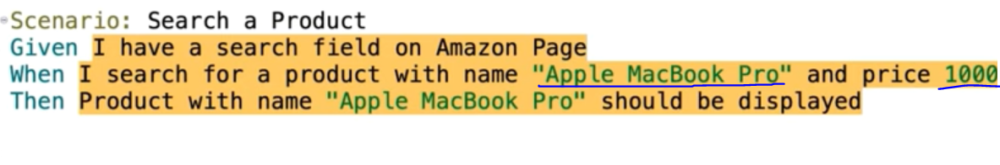 Scenario: Search a Product
Given I have a search field on Amazon Page
When I search for a product with name "Apple MacBook Pro" and price 1000
Then Product with name "Apple MacBook Pro" should be displayed